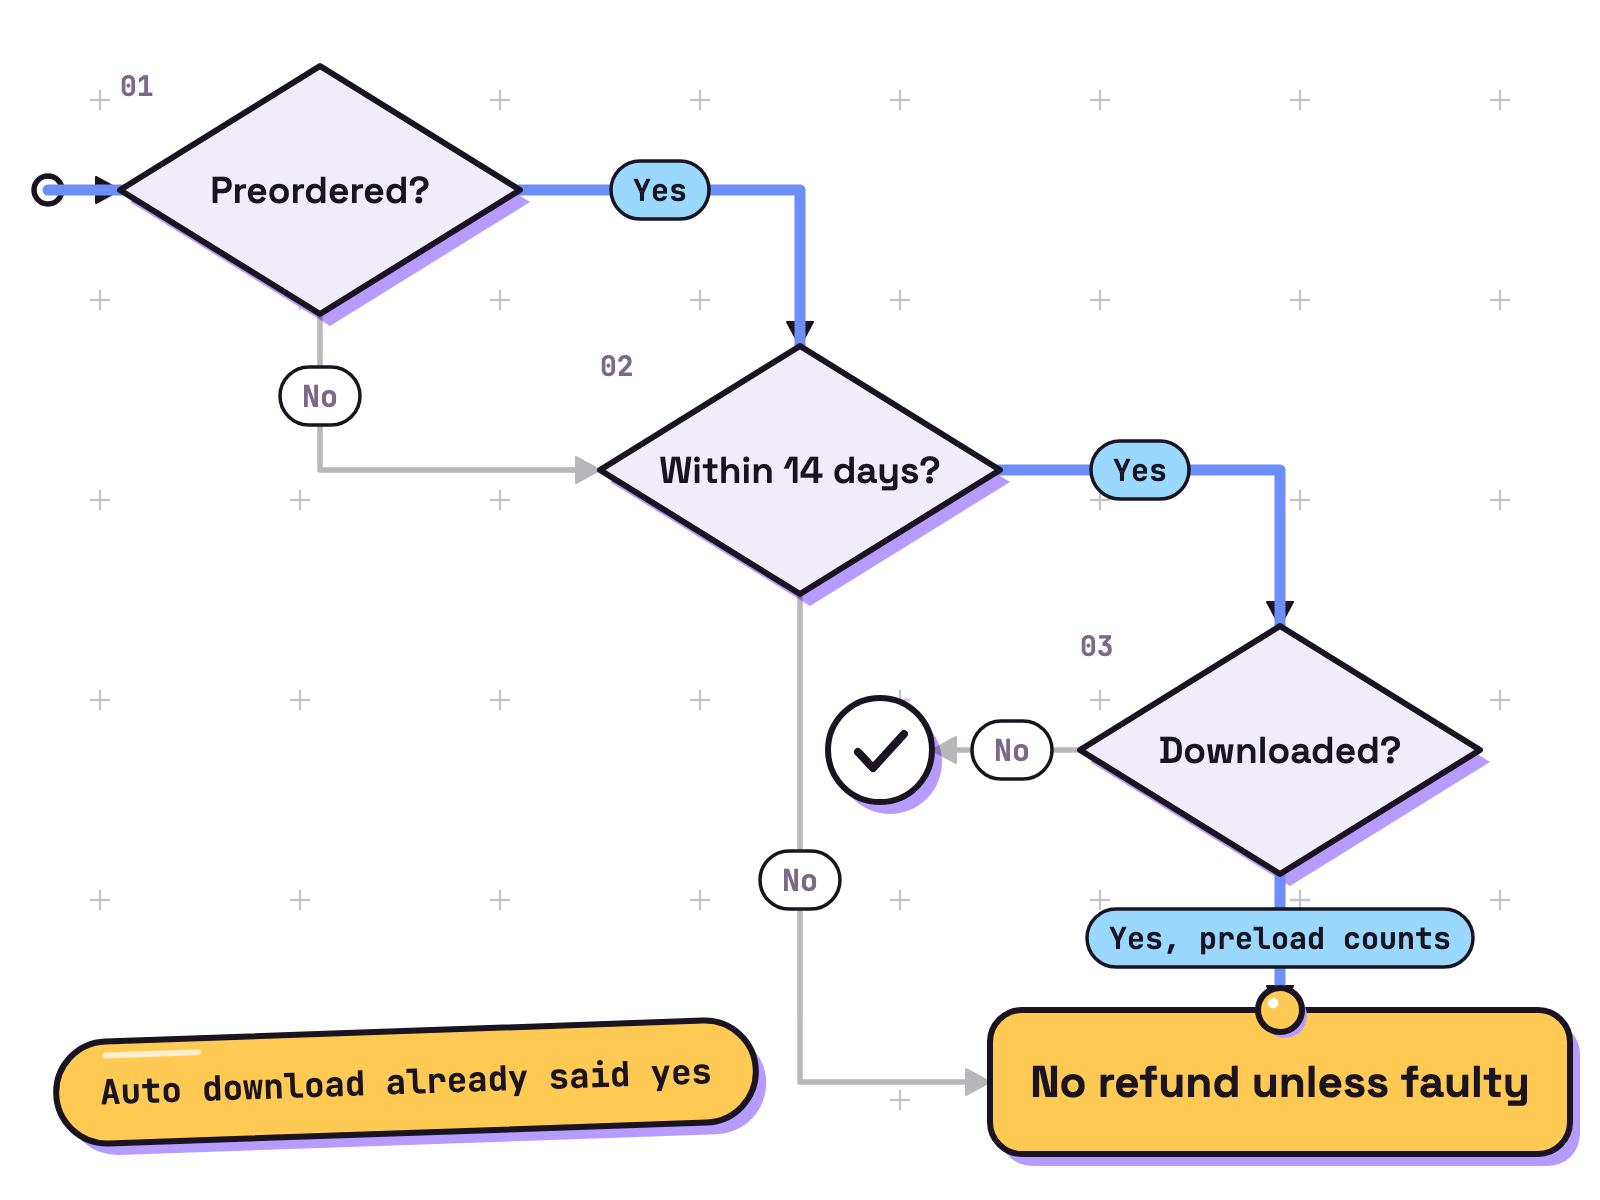 01
Preordered?
Yes
No
02
Within 14 days?
Yes
03
Downloaded?
No
No
Yes, preload counts
No refund unless faulty
Auto download already said yes